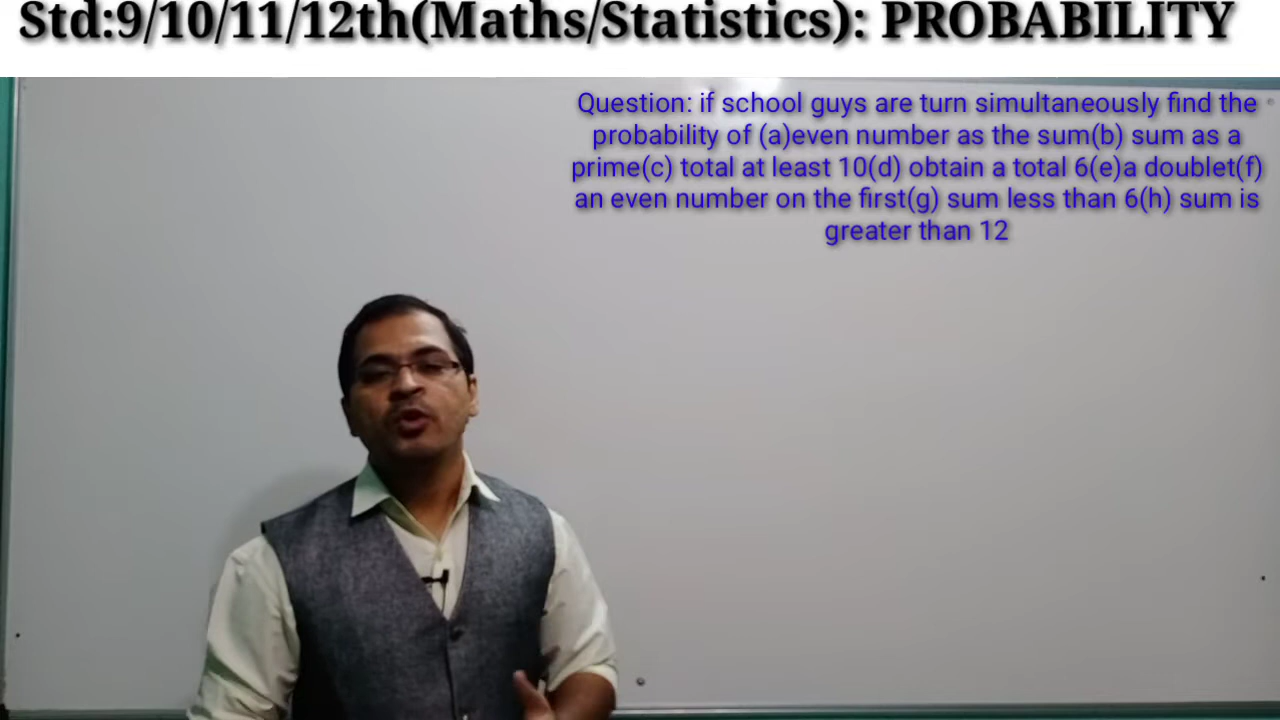 Std:9/10/11/12th(Maths/Statistics): PROBABILITY
Question: if school guys are turn simultaneously find the
probability of (a)even number as the sum(b) sum as a
prime(c) total at least 10(d) obtain a total 6(e)a doublet(f)
an even number on the first(g) sum less than 6(h) sum is
greater than 12